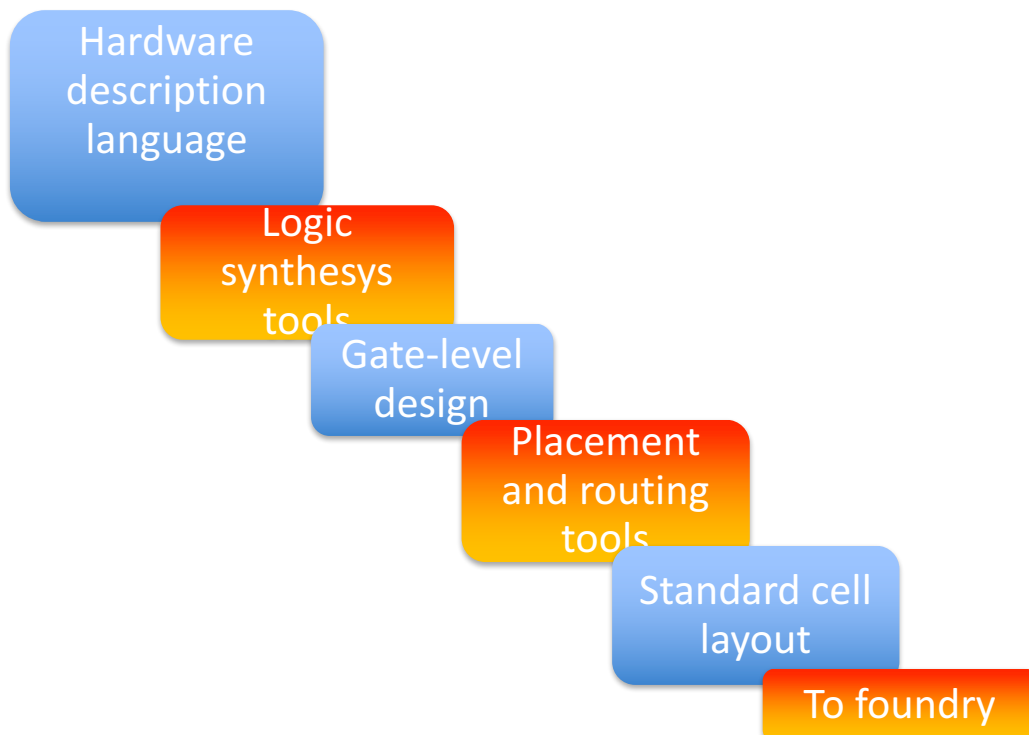 Hardware
description
language
Logic
synthesys
tools
Gate-level
design
Placement
and routing
tools
Standard cell
layout
To foundry